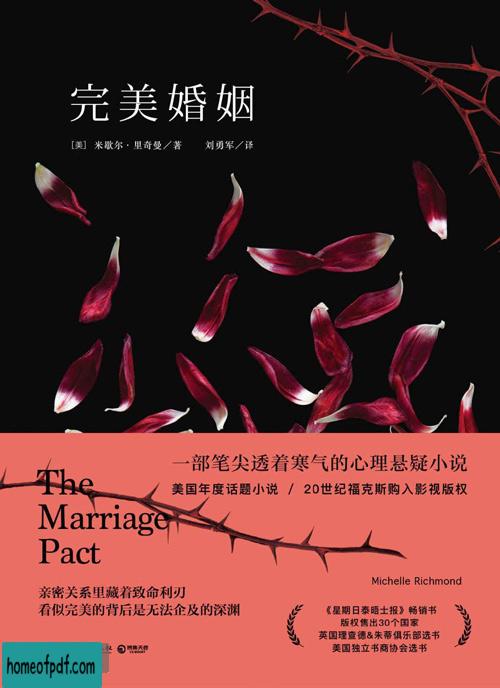 完美婚姻
[美] 米歇尔·里奇曼／著 刘勇军／译
一部笔尖透着寒气的心理悬疑小说
美国年度话题小说 / 20世纪福克斯购入影视版权
The
Marriage
Pact
Michelle Richmond
亲密关系里藏着致命利刃
看似完美的背后是无法企及的深渊
《星期日泰晤士报》畅销书
版权售出30个国家
英国理查德&朱蒂俱乐部选书
美国独立书商协会选书
homeofpdf.com
博集天卷
CS-BOOKY